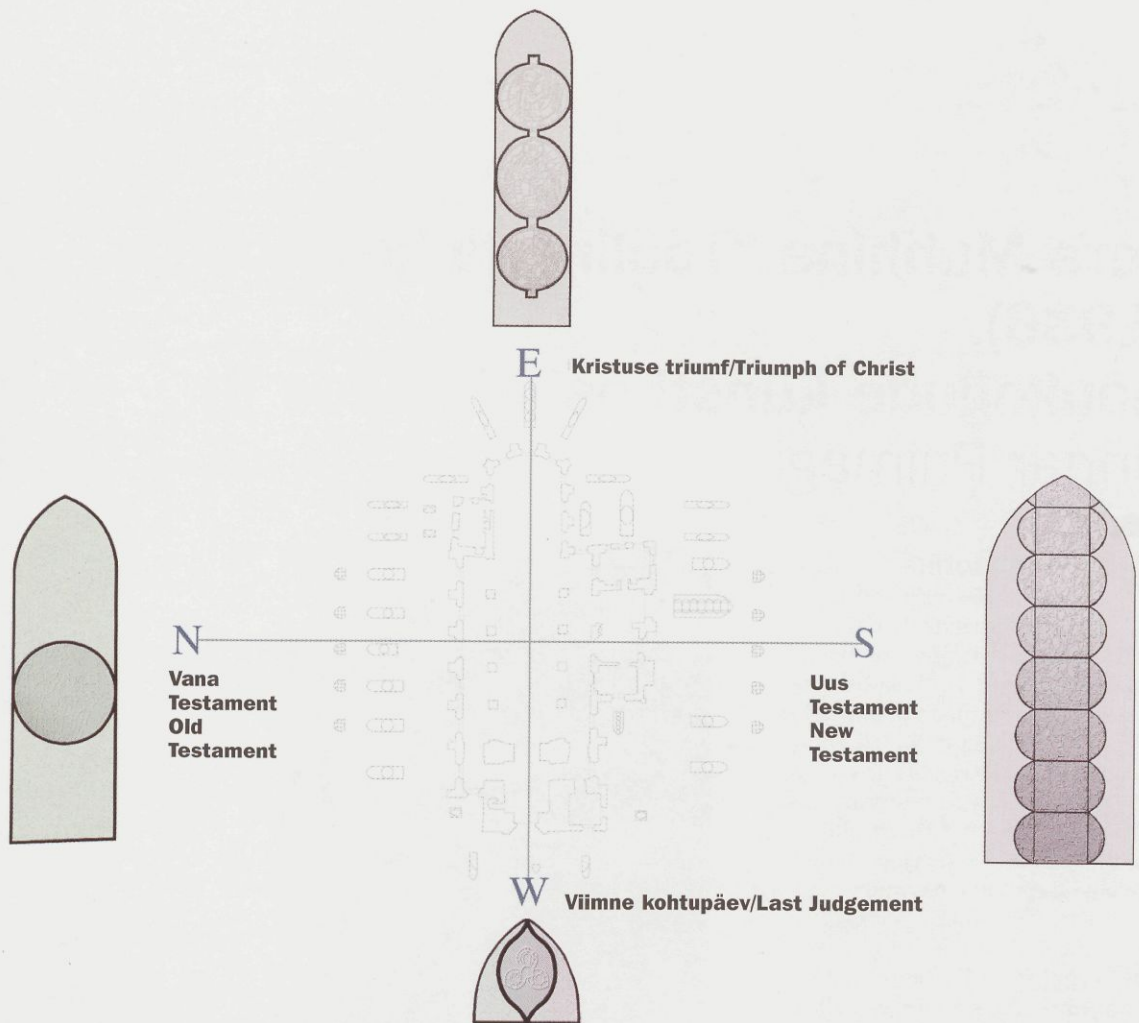 E
Kristuse triumf/Triumph of Christ
N
Vana
Testament
Old
Testament
S
Uus
Testament
New
Testament
W
Viimne kohtupäev/Last Judgement